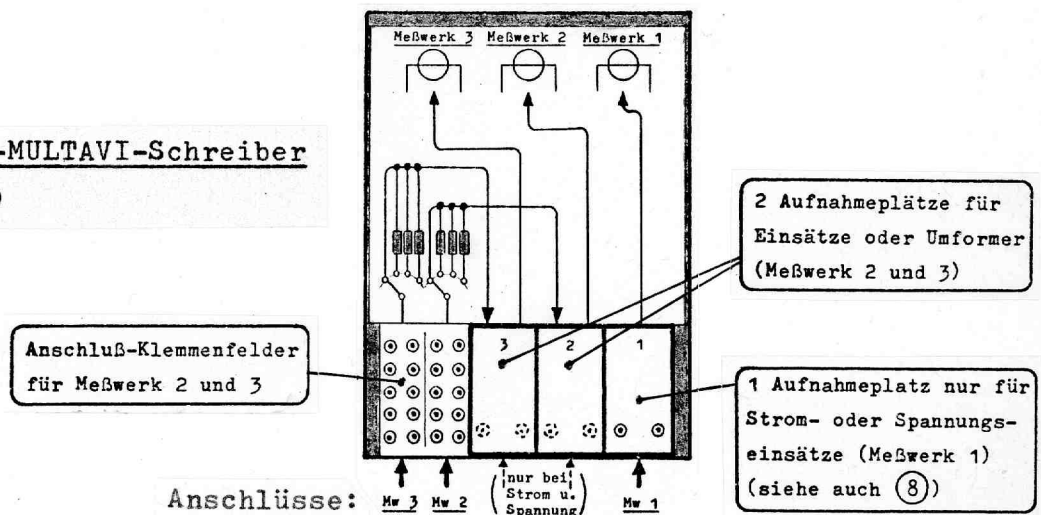 Meßwerk 3 Meßwerk 2 Meßwerk 1
-MULTAVI-Schreiber
)
2 Aufnahmeplätze für
Einsätze oder Umformer
(Meßwerk 2 und 3)
Anschluß-Klemmenfelder
für Meßwerk 2 und 3
3 2 1
1 Aufnahmeplatz nur für
Strom- oder Spannungs-
einsätze (Meßwerk 1)
(siehe auch 8)
Anschlüsse: Mw 3 Mw 2
(nur bei
Strom u.
Spannung)
Mw 1